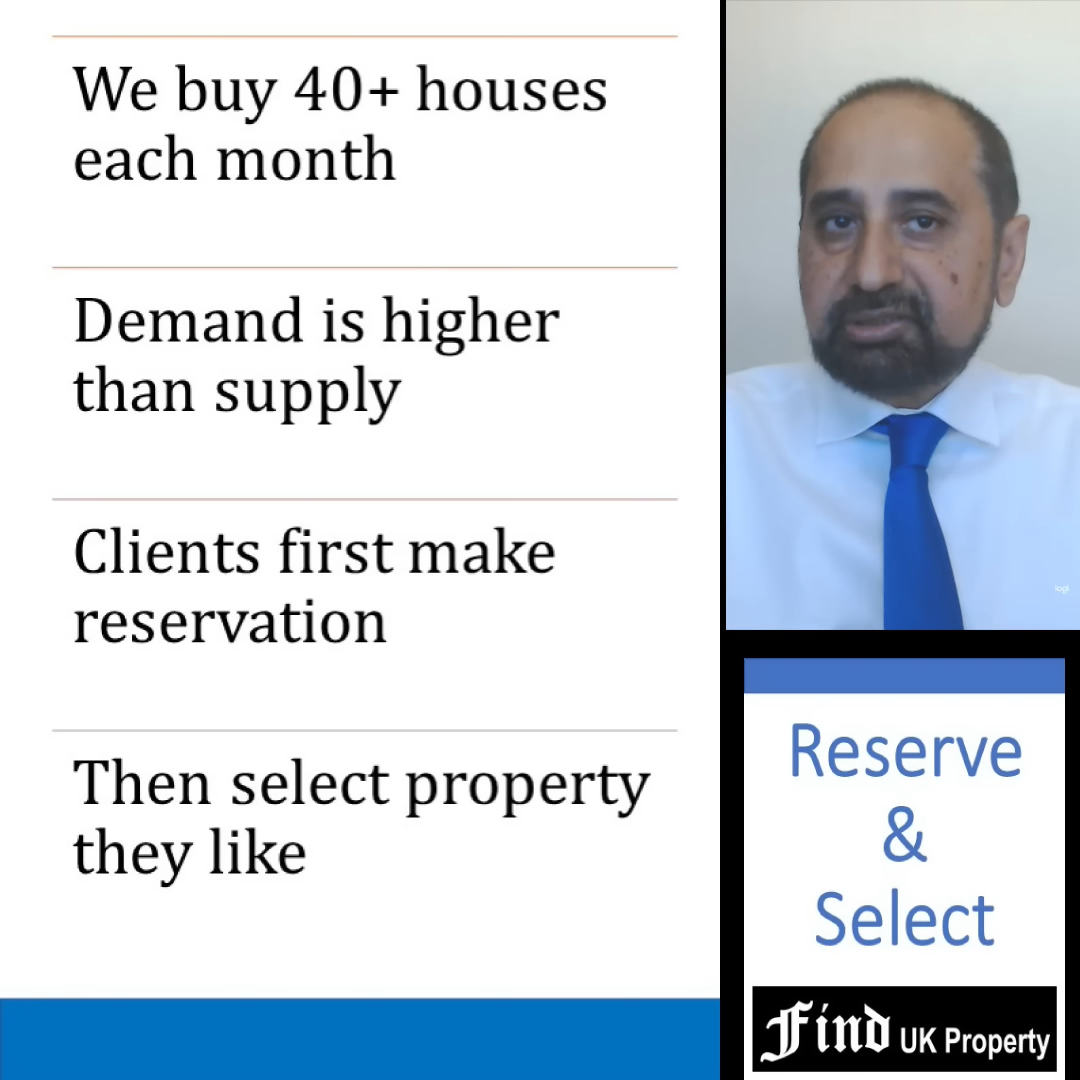 We buy 40+ houses
each month
Demand is higher
than supply
Clients first make
reservation
Then select property
they like
logi
Reserve
&
Select
Find UK Property